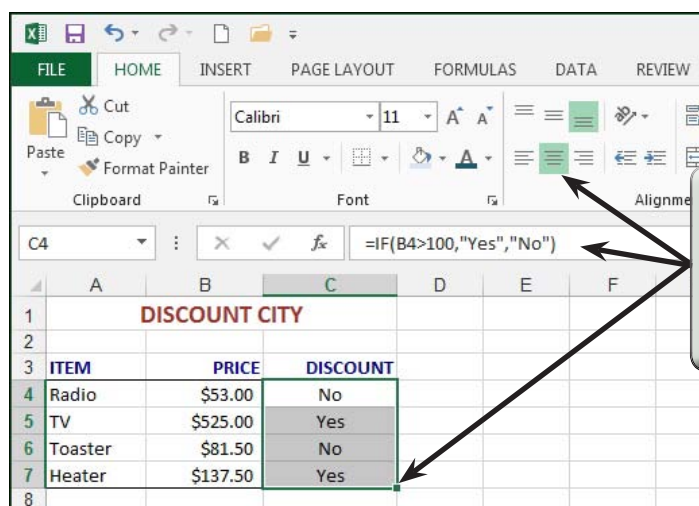 FILE HOME INSERT PAGE LAYOUT FORMULAS DATA REVIEW
Cut
Copy
Paste
Format Painter
Calibri 11 A A
B I U A
Clipboard Font Alignme
C4 fx =IF(B4>100,"Yes","No")
A B C D E F
1 DISCOUNT CITY
2
3 ITEM PRICE DISCOUNT
4 Radio $53.00 No
5 TV $525.00 Yes
6 Toaster $81.50 No
7 Heater $137.50 Yes
8